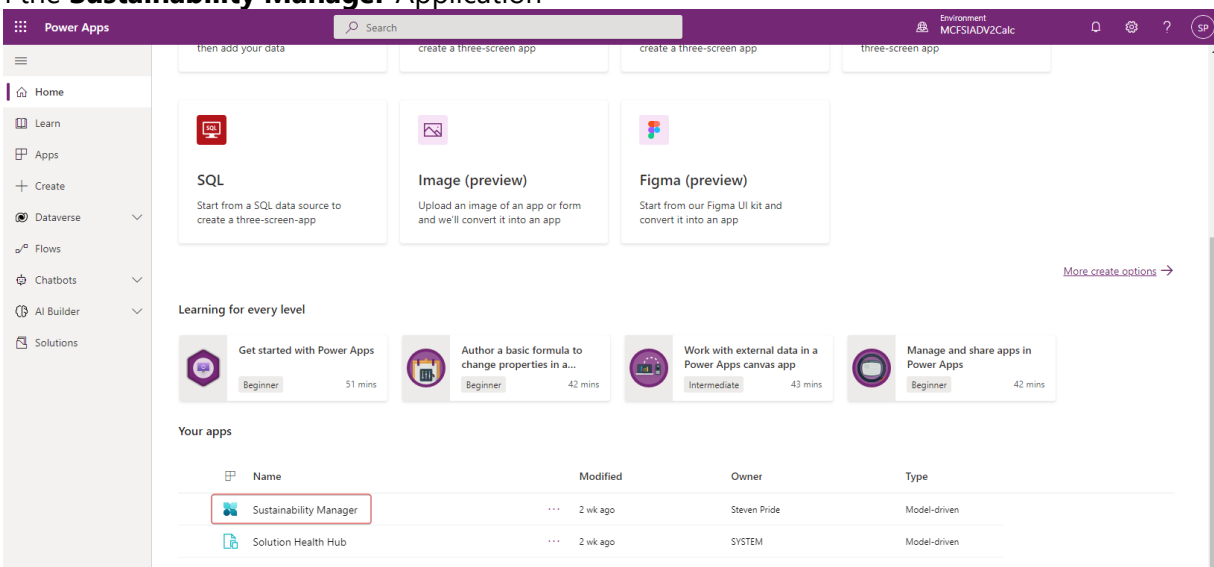 the Sustainability Manager Application
Power Apps
Search
Environment
MCFSIADV2Calc
?
SP
Home
Learn
Apps
Create
Dataverse
Flows
Chatbots
AI Builder
Solutions
then add your data
create a three-screen app
create a three-screen app
three-screen app
SQL
SQL
Start from a SQL data source to
create a three-screen-app
Image (preview)
Upload an image of an app or form
and we'll convert it into an app
Figma (preview)
Start from our Figma UI kit and
convert it into an app
More create options
Learning for every level
Get started with Power Apps
Beginner 51 mins
Author a basic formula to
change properties in a...
Beginner 42 mins
Work with external data in a
Power Apps canvas app
Intermediate 43 mins
Manage and share apps in
Power Apps
Beginner 42 mins
Your apps
Name Modified Owner Type
Sustainability Manager ... 2 wk ago Steven Pride Model-driven
Solution Health Hub ... 2 wk ago SYSTEM Model-driven